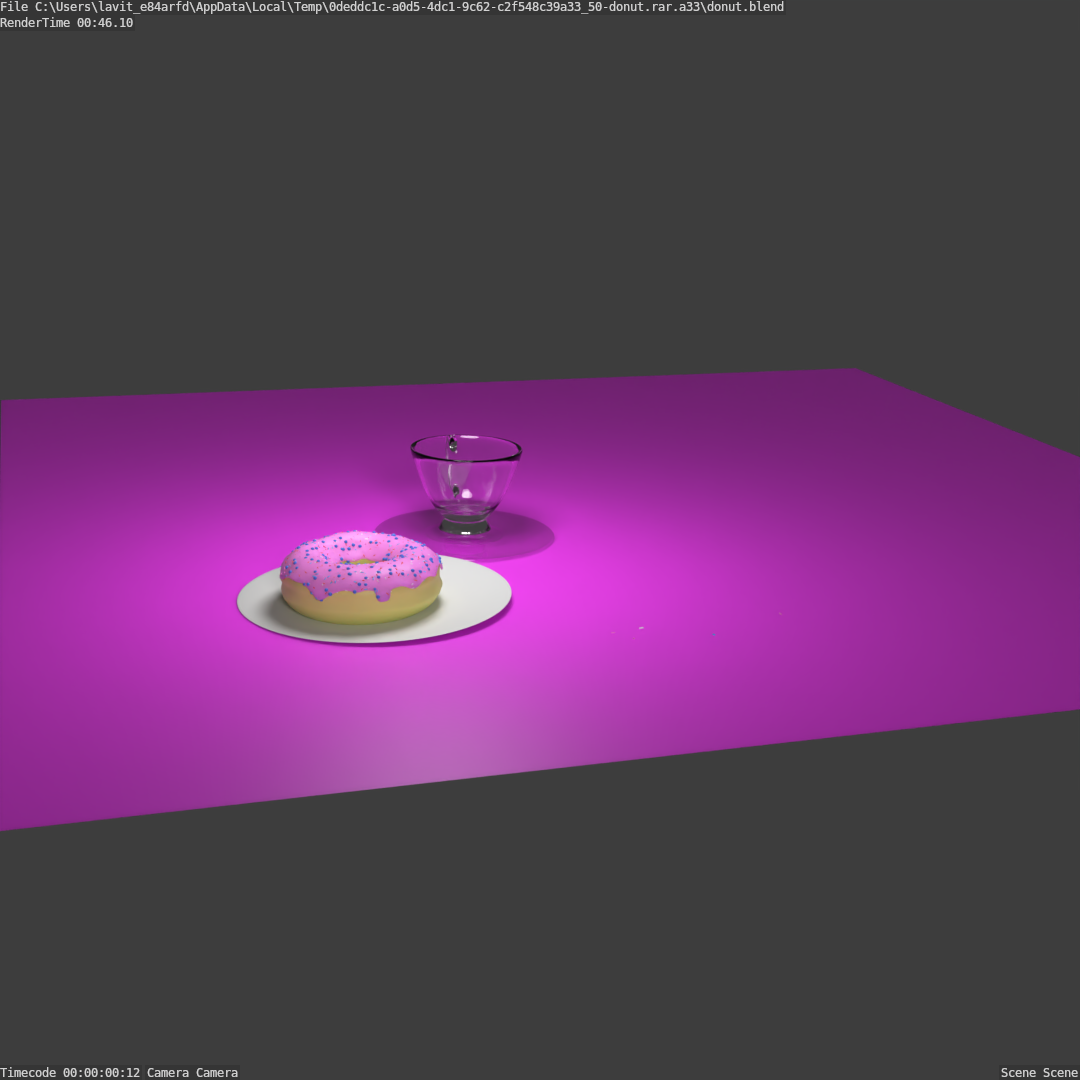 File C:\Users\lavit_e84arfd\AppData\Local\Temp\0deddc1c-a0d5-4dc1-9c62-c2f548c39a33_50-donut.rar.a33\donut.blend
RenderTime 00:46.10
Timecode 00:00:00:12 Camera Camera
Scene Scene